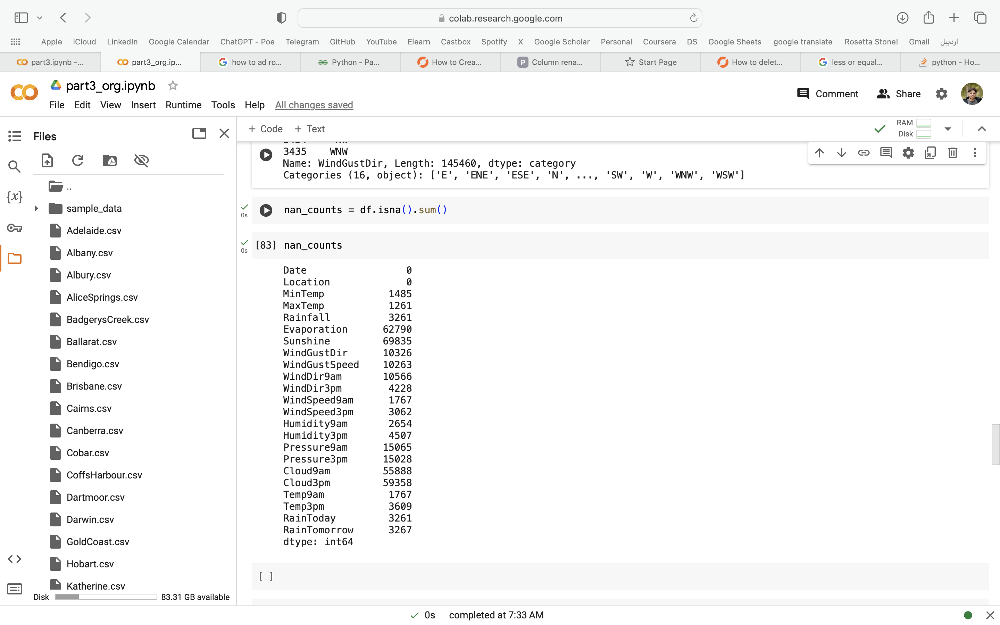 colab.research.google.com
Apple iCloud LinkedIn Google Calendar ChatGPT - Poe Telegram GitHub YouTube Elearn Castbox Spotify X Google Scholar Personal Coursera DS Google Sheets google translate Rosetta Stone! Gmail اردبیل
part3.ipynb -... part3_org.ip... how to ad ro... Python - Pa... How to Crea... P Column rena... Start Page How to delet... less or equal... python - Ho...
part3_org.ipynb
Comment Share
File Edit View Insert Runtime Tools Help All changes saved
Files
+ Code + Text
RAM
Disk
3435 WNW
Name: WindGustDir, Length: 145460, dtype: category
Categories (16, object): ['E', 'ENE', 'ESE', 'N', ..., 'SW', 'W', 'WNW', 'WSW']
..
{x}
sample_data
Adelaide.csv
Albany.csv
Albury.csv
AliceSprings.csv
BadgerysCreek.csv
Ballarat.csv
Bendigo.csv
Brisbane.csv
Cairns.csv
Canberra.csv
Cobar.csv
CoffsHarbour.csv
Dartmoor.csv
Darwin.csv
GoldCoast.csv
Hobart.csv
Katherine.csv
Disk 83.31 GB available
0s
nan_counts = df.isna().sum()
0s
[83] nan_counts
Date 0
Location 0
MinTemp 1485
MaxTemp 1261
Rainfall 3261
Evaporation 62790
Sunshine 69835
WindGustDir 10326
WindGustSpeed 10263
WindDir9am 10566
WindDir3pm 4228
WindSpeed9am 1767
WindSpeed3pm 3062
Humidity9am 2654
Humidity3pm 4507
Pressure9am 15065
Pressure3pm 15028
Cloud9am 55888
Cloud3pm 59358
Temp9am 1767
Temp3pm 3609
RainToday 3261
RainTomorrow 3267
dtype: int64
[ ]
0s completed at 7:33 AM